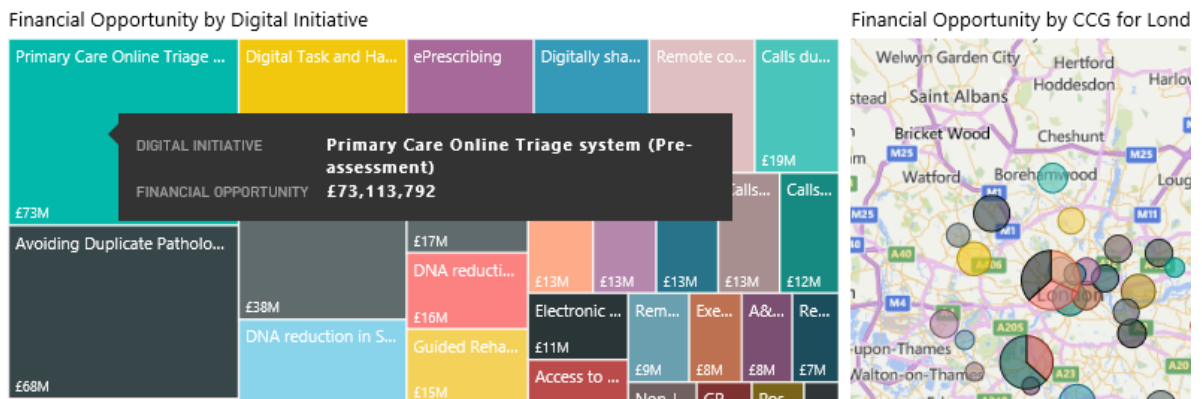 Financial Opportunity by Digital Initiative
Primary Care Online Triage ...
Digital Task and Ha...
ePrescribing
Digitally sha...
Remote co...
Calls du...
DIGITAL INITIATIVE
Primary Care Online Triage system (Pre-
assessment)
FINANCIAL OPPORTUNITY
£73,113,792
£73M
£19M
Calls...
Calls...
Avoiding Duplicate Patholo...
£68M
£38M
DNA reduction in S...
£17M
DNA reducti...
£16M
Guided Reha...
£15M
£13M
£13M
£13M
£13M
£12M
Electronic ...
£11M
Rem...
£9M
Exe...
£8M
A&...
£8M
Re...
£7M
Access to ...
Financial Opportunity by CCG for Lond
Welwyn Garden City
Hertford
Hoddesdon
Harlow
stead
Saint Albans
Bricket Wood
Cheshunt
M25
M25
Watford
Borehamwood
Loug
M1
M25
M1
M11
A40
A406
London
M4
A205
-upon-Thames
Walton-on-Thames
A23
A20